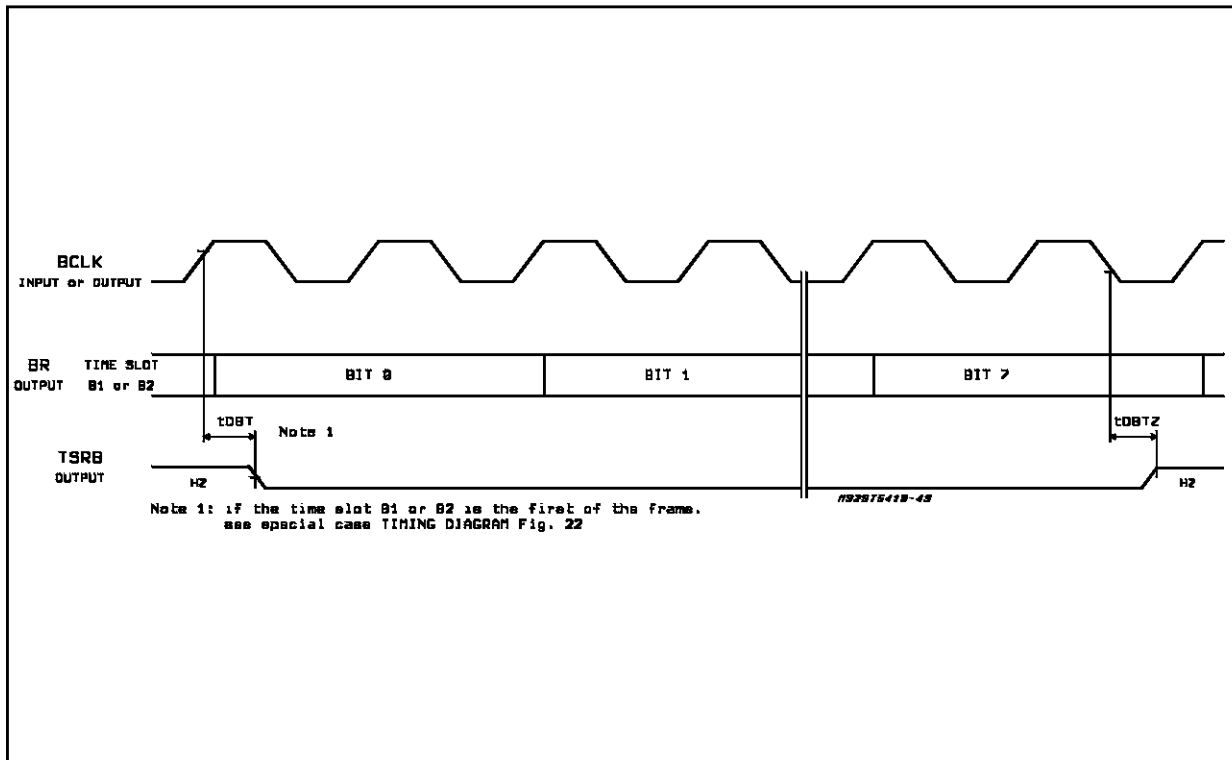 BCLK
INPUT or OUTPUT
BR TIME SLOT
OUTPUT B1 or B2
BIT 0
BIT 1
BIT 7
tDBT
Note 1
tDBTZ
TSRB
OUTPUT
HZ
HZ
Note 1: if the time slot B1 or B2 is the first of the frame.
see special case TIMING DIAGRAM Fig. 22